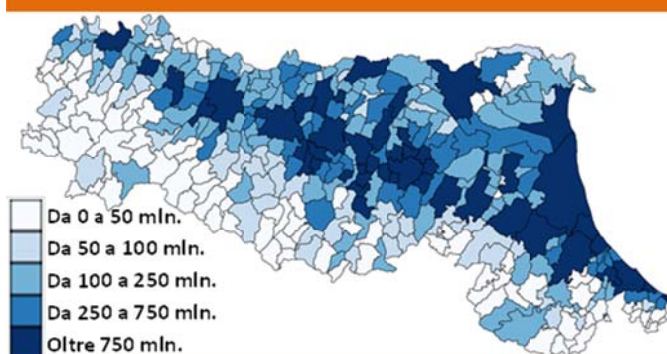 Da 0 a 50 mln.
Da 50 a 100 mln.
Da 100 a 250 mln.
Da 250 a 750 mln.
Oltre 750 mln.